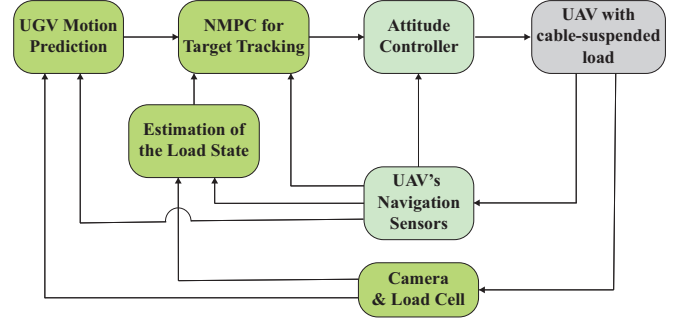 UGV Motion
Prediction
NMPC for
Target Tracking
Attitude
Controller
UAV with
cable-suspended
load
Estimation of
the Load State
UAV's
Navigation
Sensors
Camera
& Load Cell